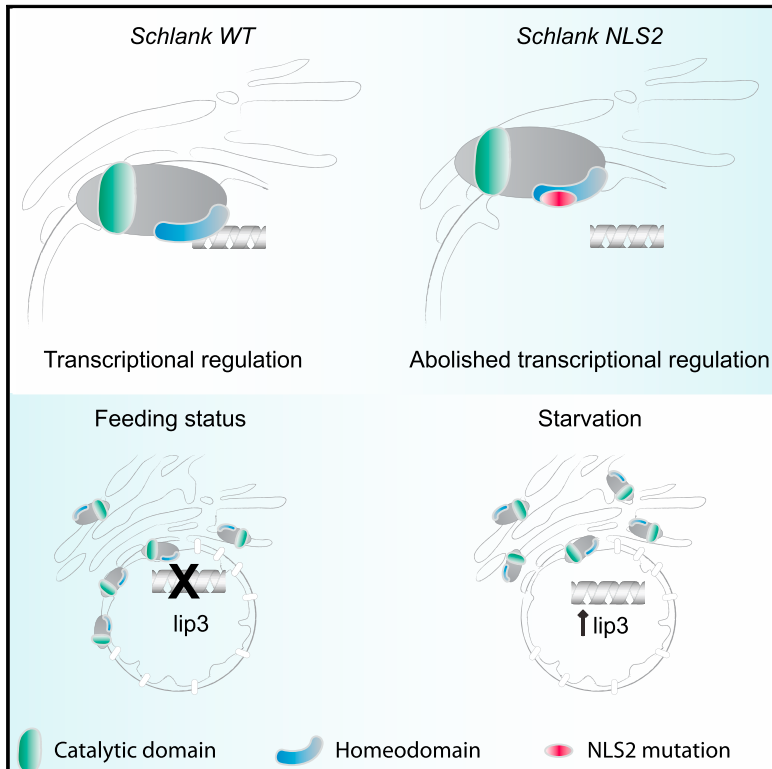 Schlank WT
Schlank NLS2
Transcriptional regulation
Abolished transcriptional regulation
Feeding status
Starvation
X
lip3
lip3
Catalytic domain
Homeodomain
NLS2 mutation